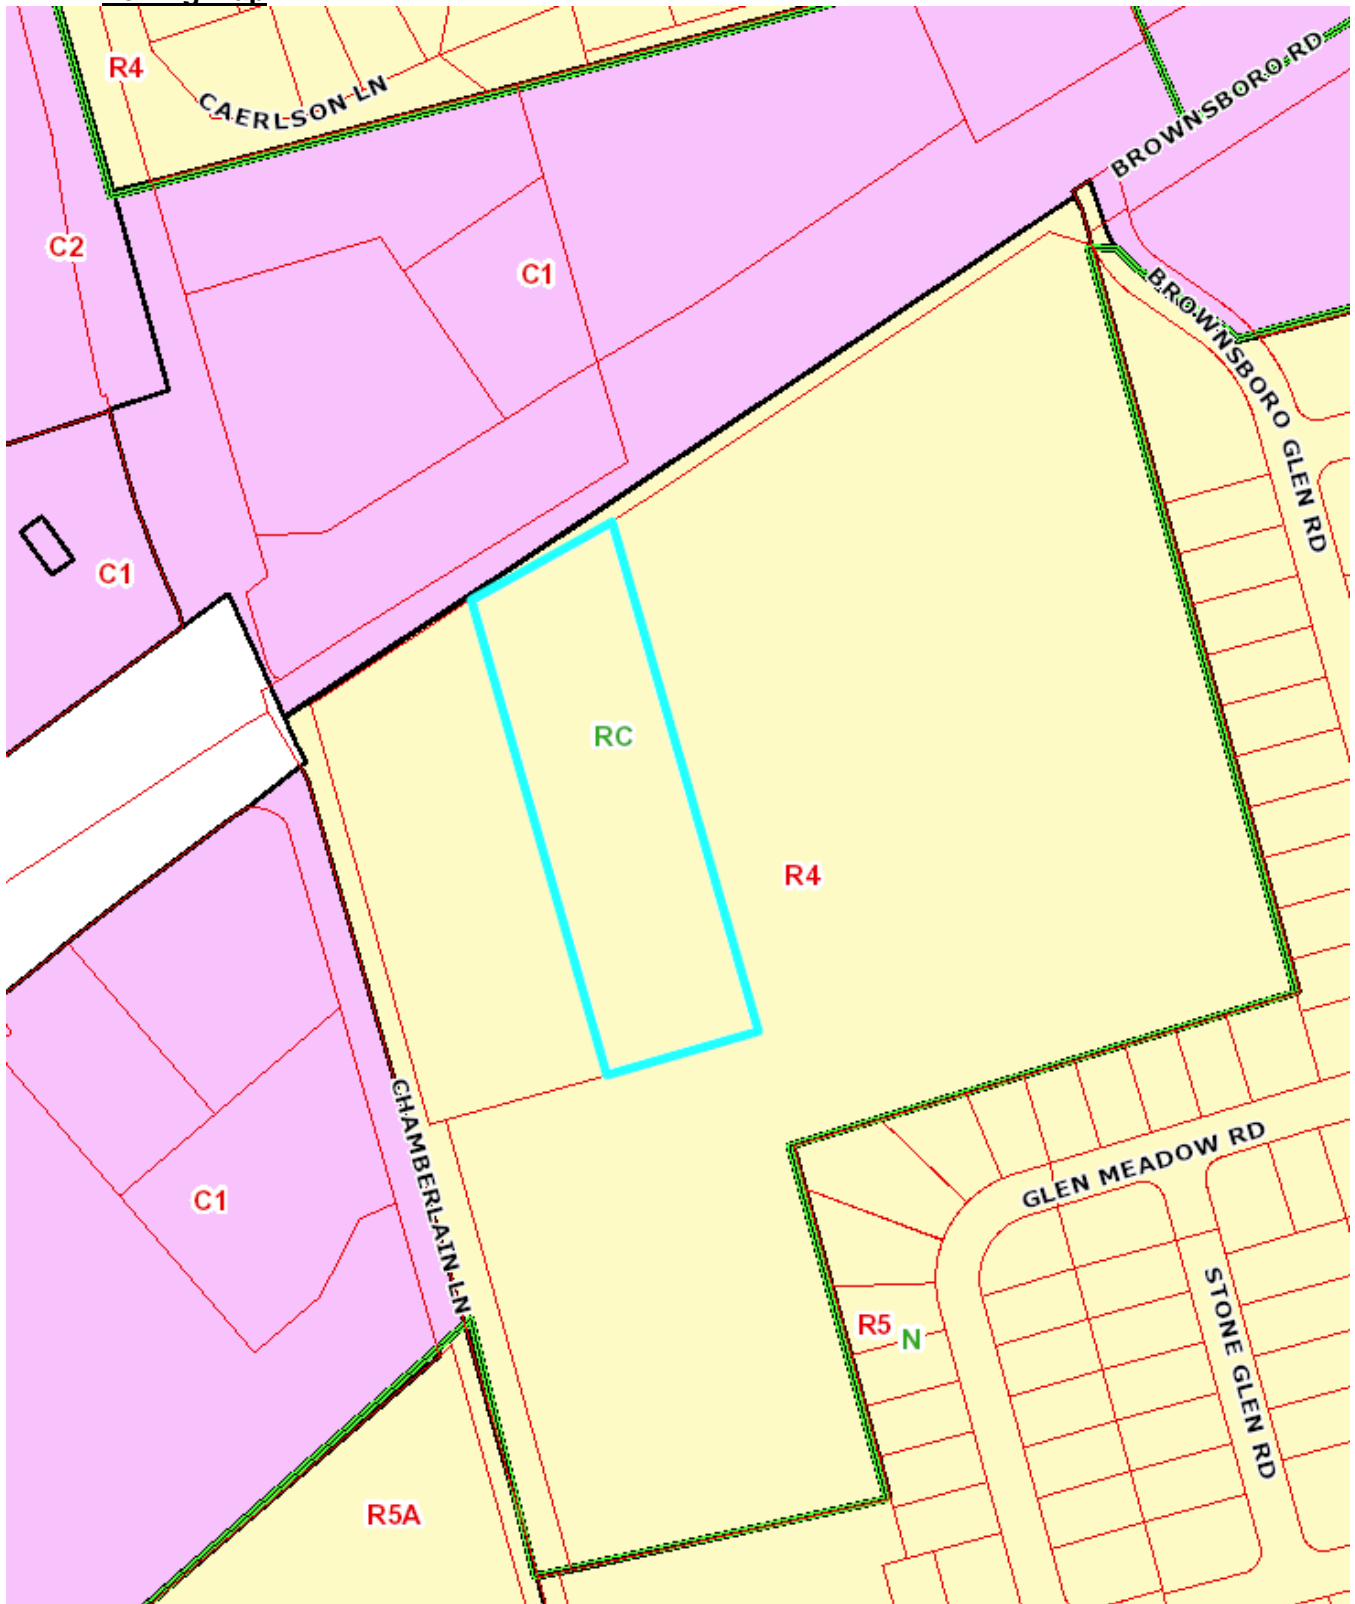 R4
CAERLSON LN
BROWNSBORO RD
C2
C1
BROWNSBORO GLEN RD
C1
RC
R4
CHAMBERLAIN LN
GLEN MEADOW RD
C1
STONE GLEN RD
R5
N
R5A